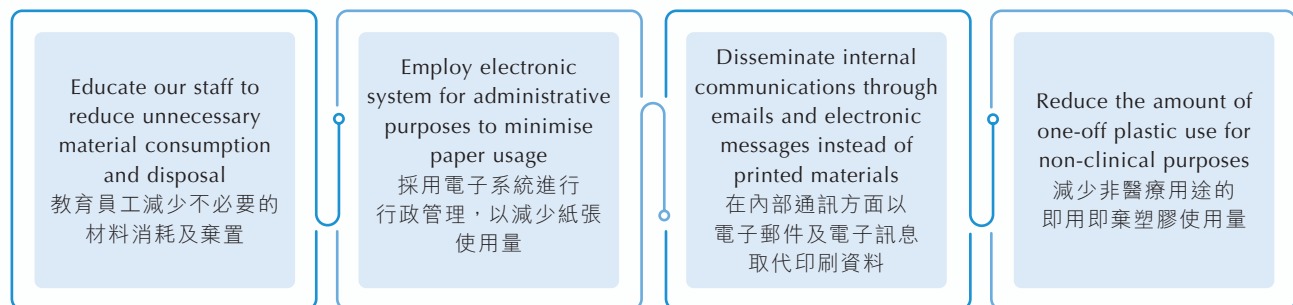 Educate our staff to
reduce unnecessary
material consumption
and disposal
教育員工減少不必要的
材料消耗及棄置
Employ electronic
system for administrative
purposes to minimise
paper usage
採用電子系統進行
行政管理，以減少紙張
使用量
Disseminate internal
communications through
emails and electronic
messages instead of
printed materials
在內部通訊方面以
電子郵件及電子訊息
取代印刷資料
Reduce the amount of
one-off plastic use for
non-clinical purposes
減少非醫療用途的
即用即棄塑膠使用量